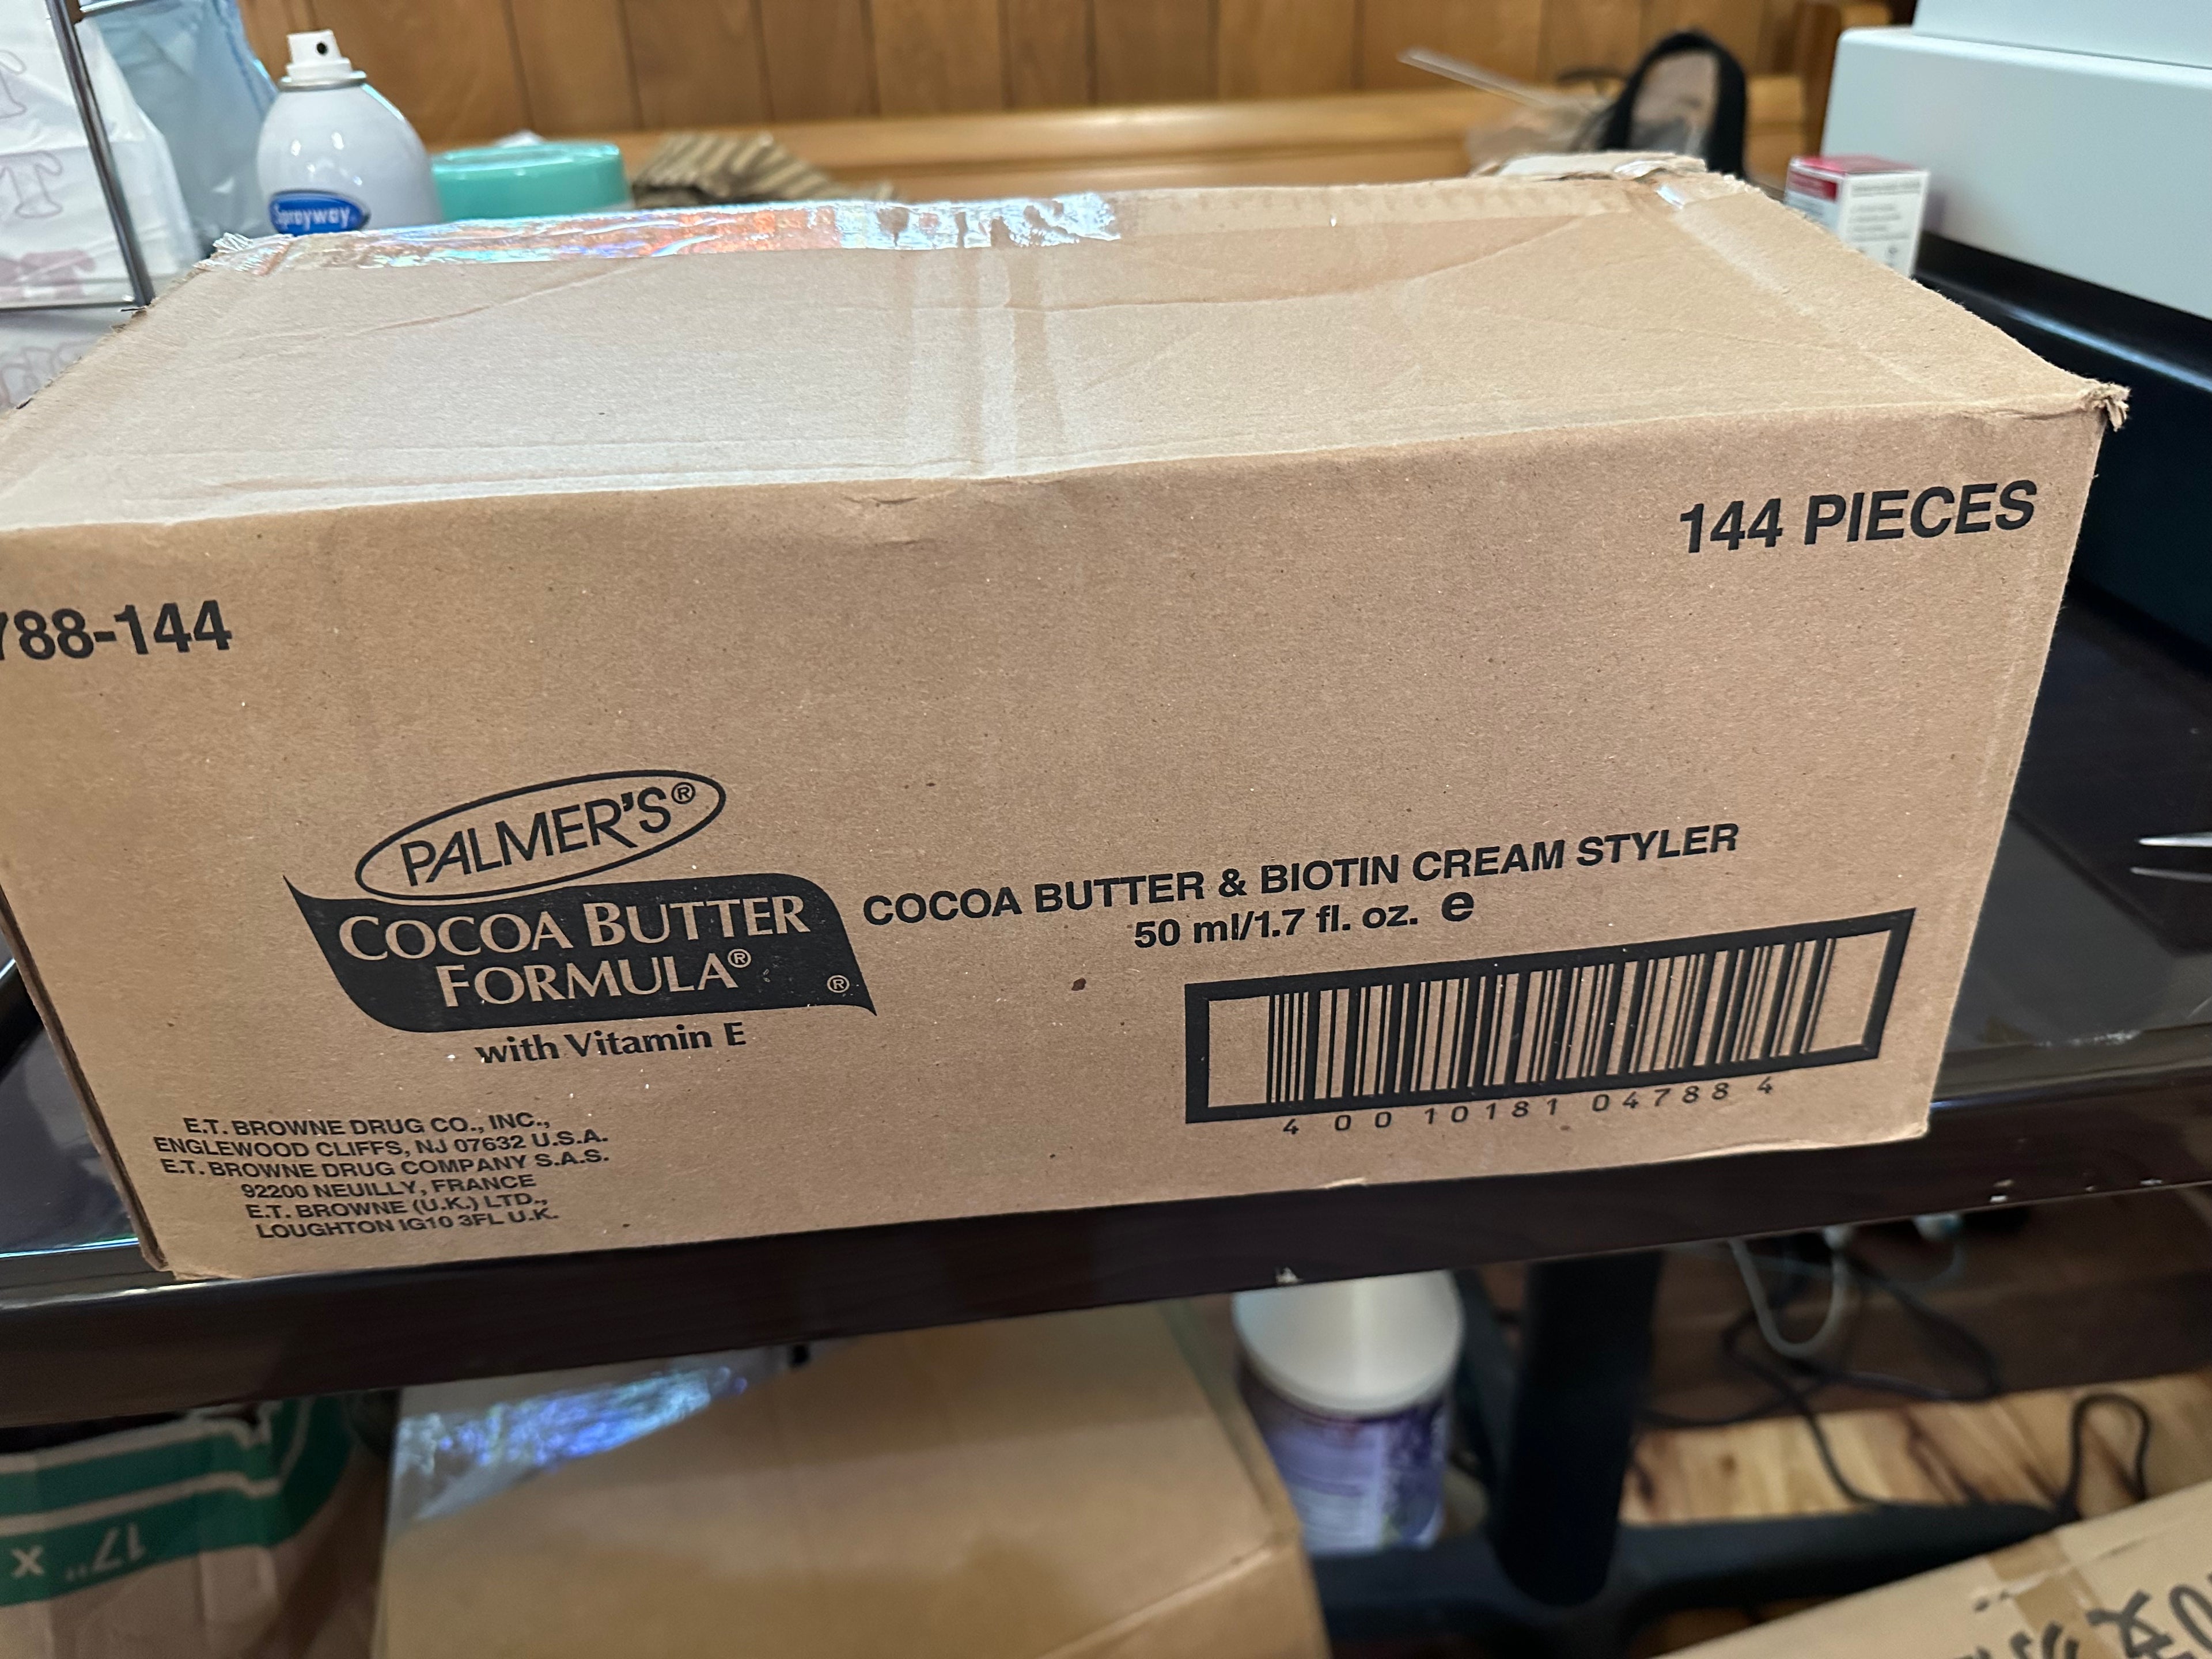 Sprayway
144 PIECES
788-144
PALMER'S®
COCOA BUTTER
FORMULA®
®
with Vitamin E
COCOA BUTTER & BIOTIN CREAM STYLER
50 ml/1.7 fl. oz. e
4 00 10181 04788 4
E.T. BROWNE DRUG CO., INC.,
ENGLEWOOD CLIFFS, NJ 07632 U.S.A.
E.T. BROWNE DRUG COMPANY S.A.S.
92200 NEUILLY, FRANCE
E.T. BROWNE (U.K.) LTD.,
LOUGHTON IG10 3FL U.K.
17" X